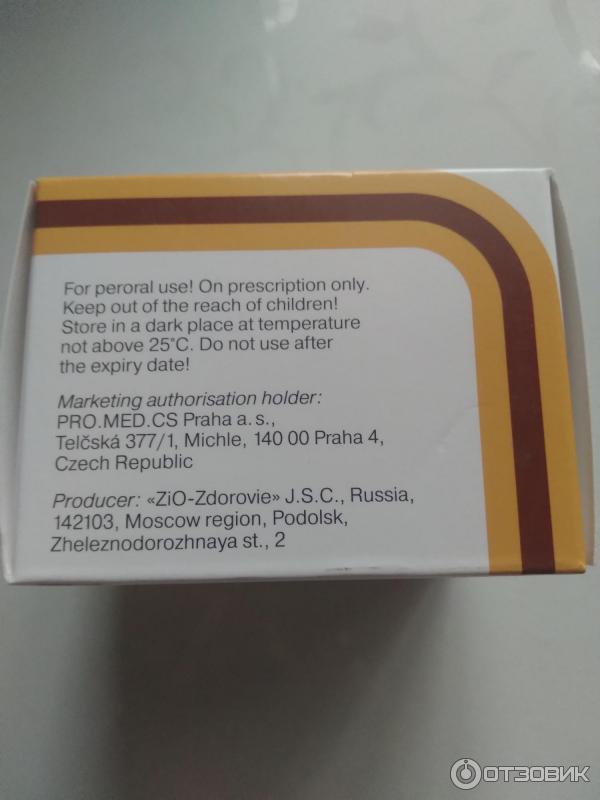 For peroral use! On prescription only.
Keep out of the reach of children!
Store in a dark place at temperature
not above 25°C. Do not use after
the expiry date!
Marketing authorisation holder:
PRO.MED.CS Praha a. s.,
Telčská 377/1, Michle, 140 00 Praha 4,
Czech Republic
Producer: «ZiO-Zdorovie» J.S.C., Russia,
142103, Moscow region, Podolsk,
Zheleznodorozhnaya st., 2
ОТЗОВИК